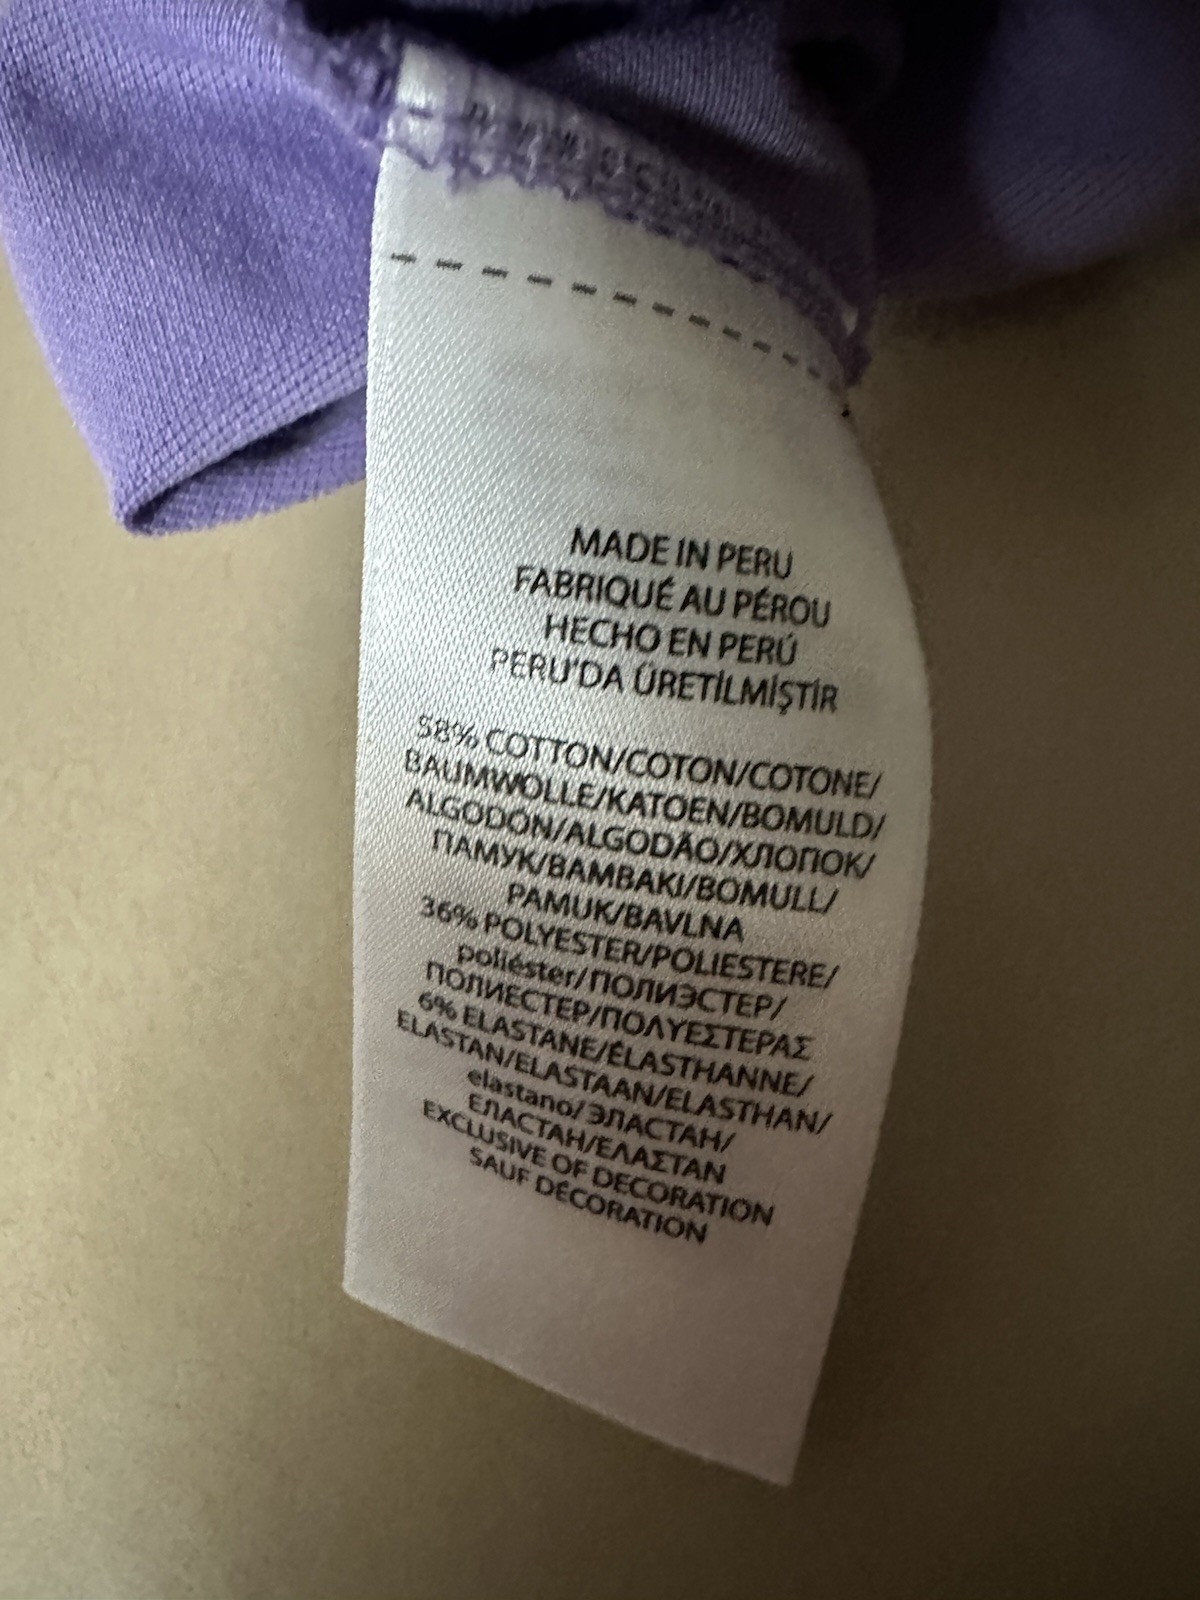 MADE IN PERU
FABRIQUÉ AU PÉROU
HECHO EN PERÚ
PERU'DA ÜRETİLMİŞTİR
58% COTTON/COTON/COTONE/
BAUMWOLLE/KATOEN/BOMULD/
ALGODÓN/ALGODÃO/ХЛОПОК/
ПАМУК/BAMBAKI/BOMULL/
PAMUK/BAVLNA
36% POLYESTER/POLIESTERE/
poliéster/ПОЛИЭСТЕР/
ПОЛИЕСТЕР/ΠΟΛΥΕΣΤΕΡΑΣ
6% ELASTANE/ÉLASTHANNE/
ELASTAN/ELASTAAN/ELASTHAN/
elastano/ЭЛАСТАН/
ЕЛАСТАН/ΕΛΑΣΤΑΝ
EXCLUSIVE OF DECORATION
SAUF DÉCORATION